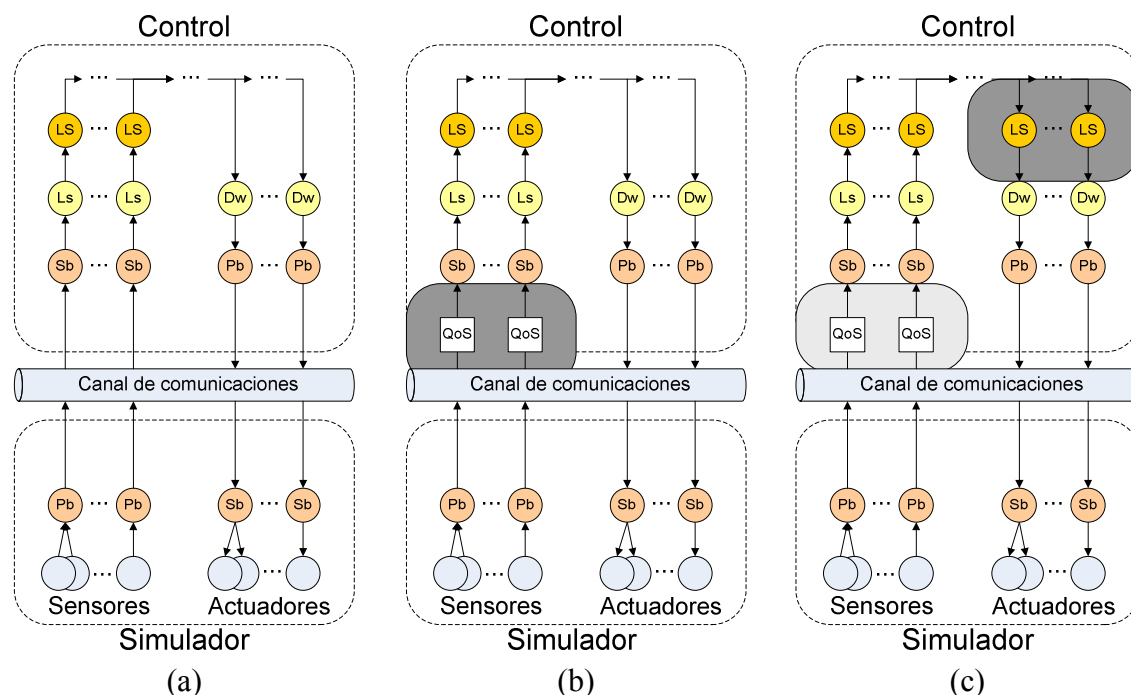 Control
... ... ...
LS ... LS
Ls ... Ls Dw ... Dw
Sb ... Sb Pb ... Pb
Canal de comunicaciones
Pb ... Pb Sb ... Sb
... ...
Sensores Actuadores
Simulador
(a)
Control
... ... ...
LS ... LS
Ls ... Ls Dw ... Dw
Sb ... Sb Pb ... Pb
QoS QoS
Canal de comunicaciones
Pb ... Pb Sb ... Sb
... ...
Sensores Actuadores
Simulador
(b)
Control
... ... ...
LS ... LS LS ... LS
Ls ... Ls Dw ... Dw
Sb ... Sb Pb ... Pb
QoS QoS
Canal de comunicaciones
Pb ... Pb Sb ... Sb
... ...
Sensores Actuadores
Simulador
(c)